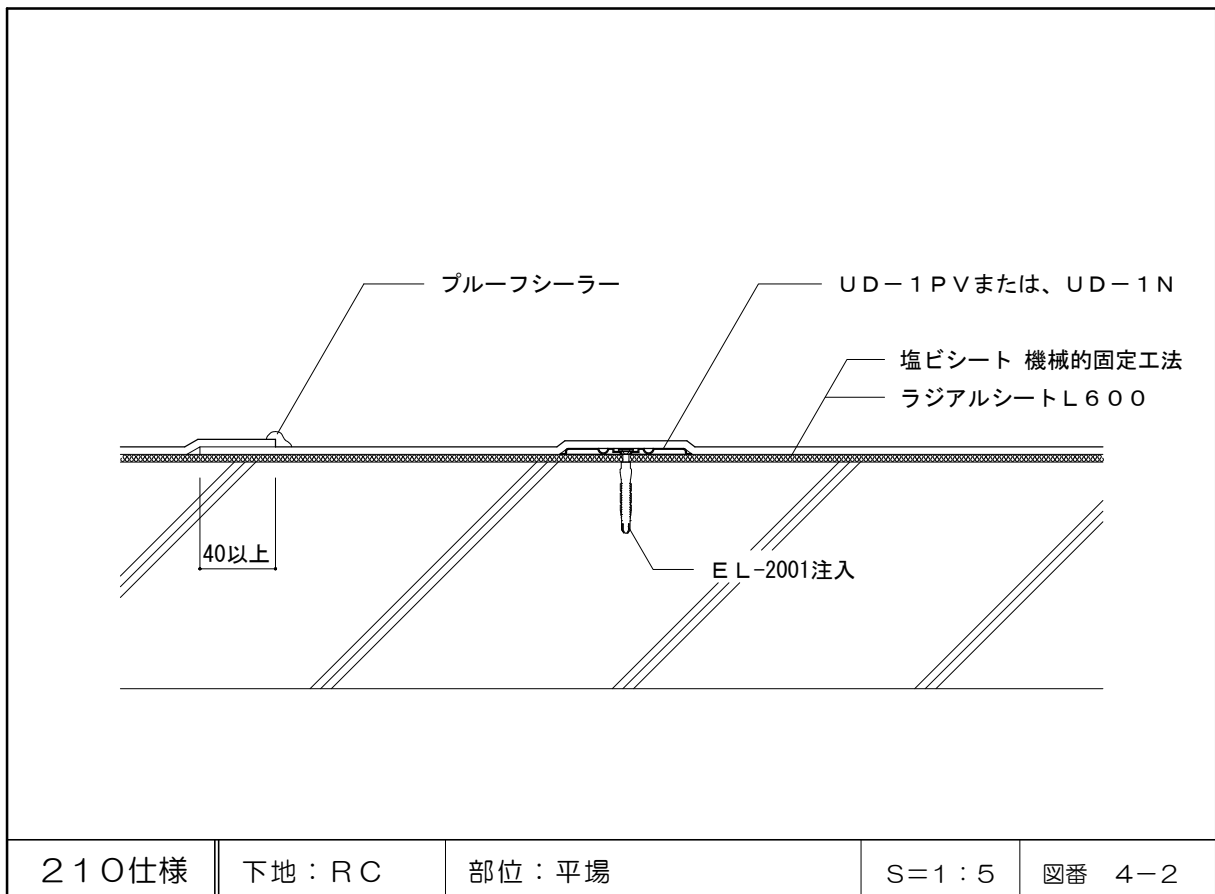 プルーフシーラー
UD−1PVまたは、UD−1N
塩ビシート 機械的固定工法
ラジアルシートL600
40以上
EL-2001注入
210仕様
下地：RC
部位：平場
S=1：5
図番 4−2